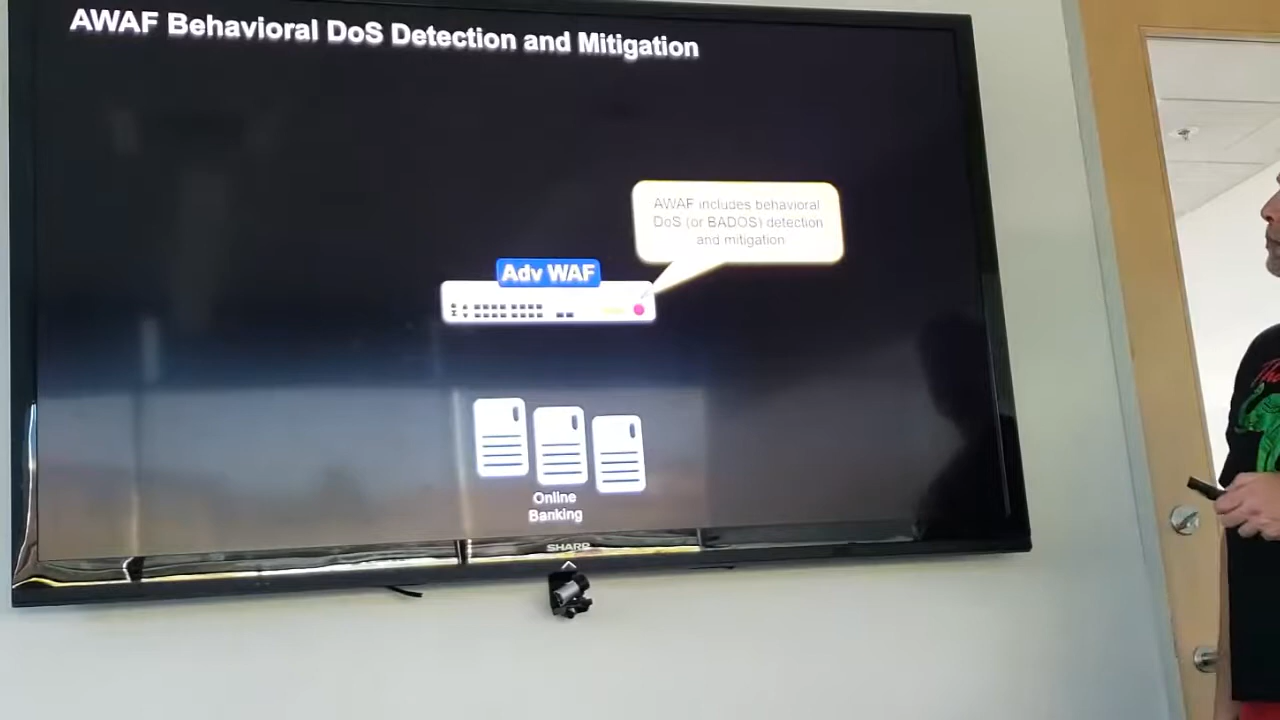 AWAF Behavioral DoS Detection and Mitigation
AWAF includes behavioral
DoS (or BADOS) detection
and mitigation
Adv WAF
Online
Banking
SHARP